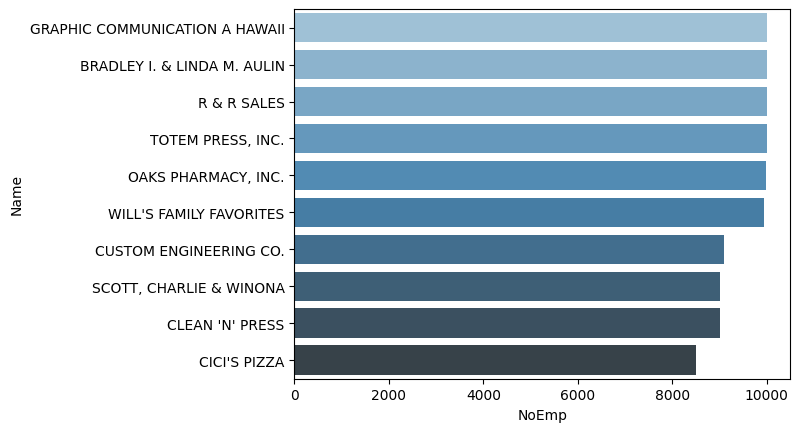 GRAPHIC COMMUNICATION A HAWAII
BRADLEY I. & LINDA M. AULIN
R & R SALES
TOTEM PRESS, INC.
OAKS PHARMACY, INC.
WILL'S FAMILY FAVORITES
CUSTOM ENGINEERING CO.
SCOTT, CHARLIE & WINONA
CLEAN 'N' PRESS
CICI'S PIZZA
Name
0 2000 4000 6000 8000 10000
NoEmp